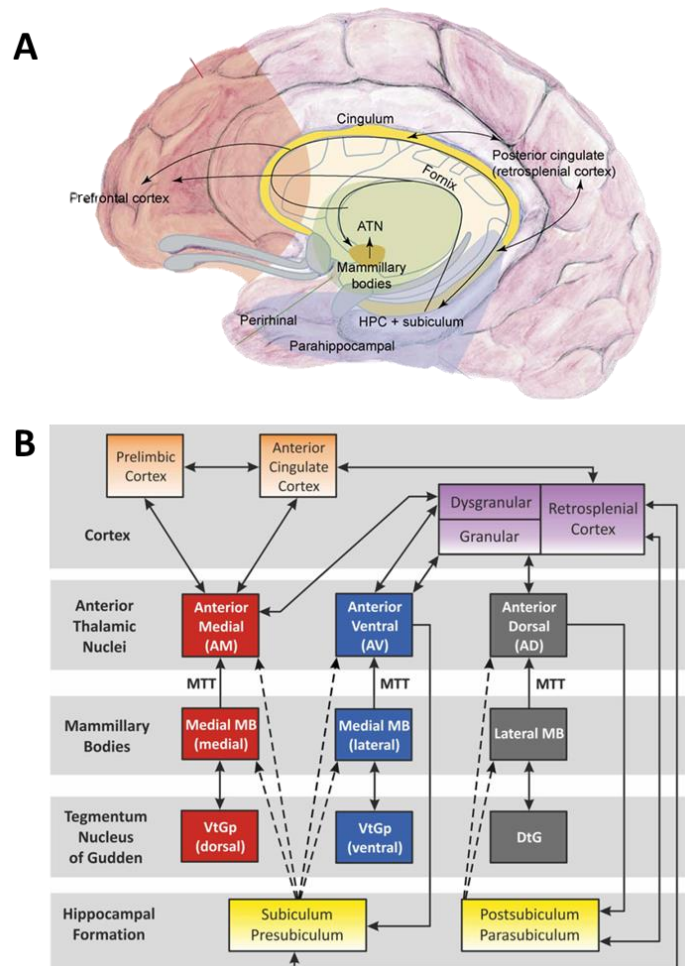 A
Cingulum
Posterior cingulate
(retrosplenial cortex)
Fornix
Prefrontal cortex
ATN
Mammillary
bodies
Perirhinal
HPC + subiculum
Parahippocampal
B
Prelimbic
Cortex
Anterior
Cingulate
Cortex
Dysgranular
Granular
Retrosplenial
Cortex
Cortex
Anterior
Thalamic
Nuclei
Anterior
Medial
(AM)
Anterior
Ventral
(AV)
Anterior
Dorsal
(AD)
MTT
MTT
MTT
Mammillary
Bodies
Medial MB
(medial)
Medial MB
(lateral)
Lateral MB
Tegmentum
Nucleus
of Gudden
VtGp
(dorsal)
VtGp
(ventral)
DtG
Hippocampal
Formation
Subiculum
Presubiculum
Postsubiculum
Parasubiculum